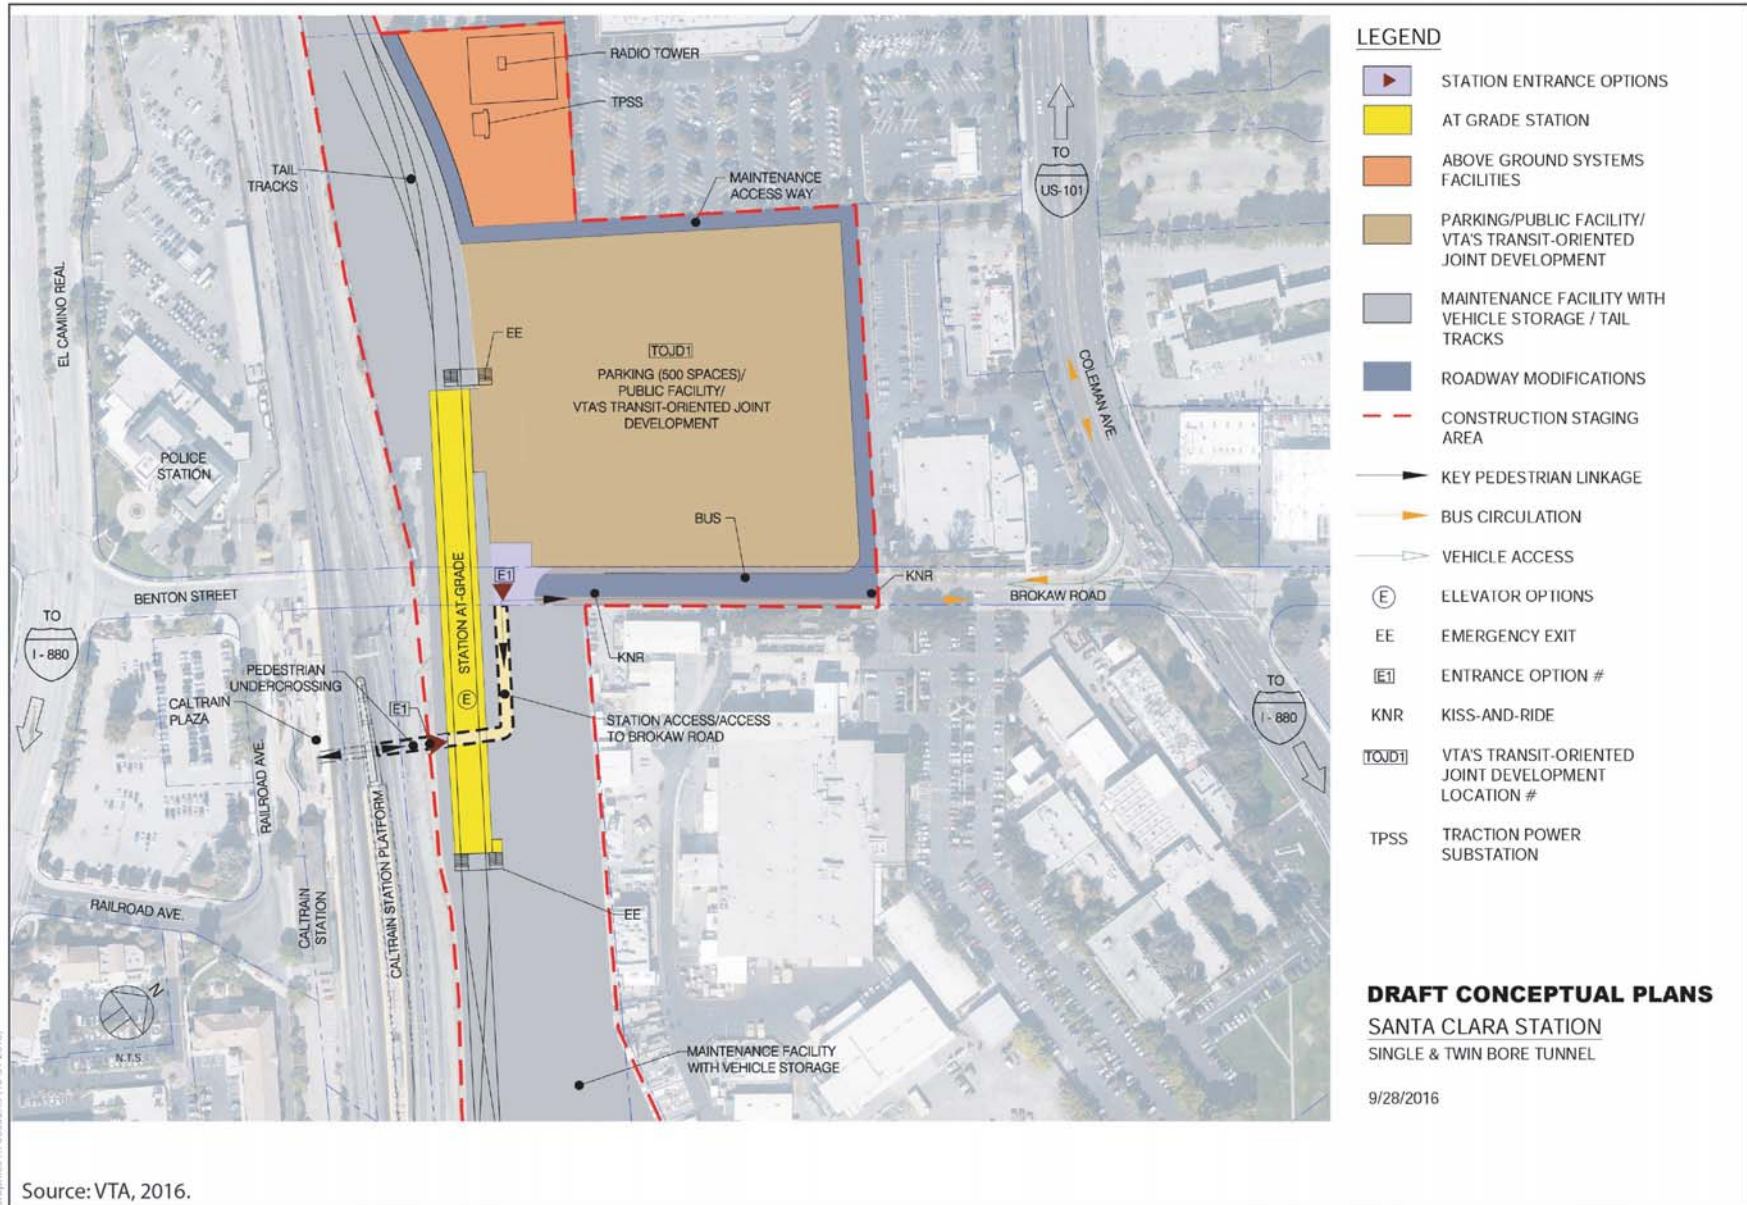 RADIO TOWER
TPSS
TAIL
TRACKS
MAINTENANCE
ACCESS WAY
TO
US-101
EL CAMINO REAL
EE
TOJD1
PARKING (500 SPACES)/
PUBLIC FACILITY/
VTA'S TRANSIT-ORIENTED JOINT
DEVELOPMENT
COLEMAN AVE.
POLICE
STATION
BUS
STATION AT-GRADE
E1
KNR
BENTON STREET
BROKAW ROAD
TO
I - 880
KNR
PEDESTRIAN
UNDERCROSSING
CALTRAIN
PLAZA
E
E1
STATION ACCESS/ACCESS
TO BROKAW ROAD
TO
I - 880
RAILROAD AVE.
CALTRAIN STATION PLATFORM
CALTRAIN
STATION
RAILROAD AVE.
EE
N
N.T.S.
MAINTENANCE FACILITY
WITH VEHICLE STORAGE
LEGEND
STATION ENTRANCE OPTIONS
AT GRADE STATION
ABOVE GROUND SYSTEMS
FACILITIES
PARKING/PUBLIC FACILITY/
VTA'S TRANSIT-ORIENTED
JOINT DEVELOPMENT
MAINTENANCE FACILITY WITH
VEHICLE STORAGE / TAIL
TRACKS
ROADWAY MODIFICATIONS
CONSTRUCTION STAGING
AREA
KEY PEDESTRIAN LINKAGE
BUS CIRCULATION
VEHICLE ACCESS
E ELEVATOR OPTIONS
EE EMERGENCY EXIT
E1 ENTRANCE OPTION #
KNR KISS-AND-RIDE
TOJD1 VTA'S TRANSIT-ORIENTED
JOINT DEVELOPMENT
LOCATION #
TPSS TRACTION POWER
SUBSTATION
DRAFT CONCEPTUAL PLANS
SANTA CLARA STATION
SINGLE & TWIN BORE TUNNEL
9/28/2016
Source: VTA, 2016.